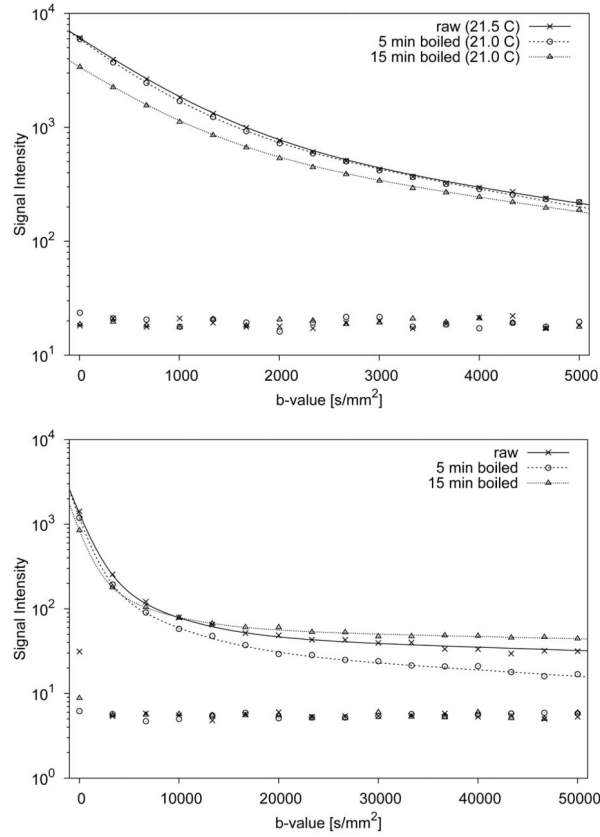 10^4
10^3
10^2
10^1
Signal Intensity
raw (21.5 C)
5 min boiled (21.0 C)
15 min boiled (21.0 C)
0 1000 2000 3000 4000 5000
b-value [s/mm^2]
10^4
10^3
10^2
10^1
10^0
Signal Intensity
raw
5 min boiled
15 min boiled
0 10000 20000 30000 40000 50000
b-value [s/mm^2]